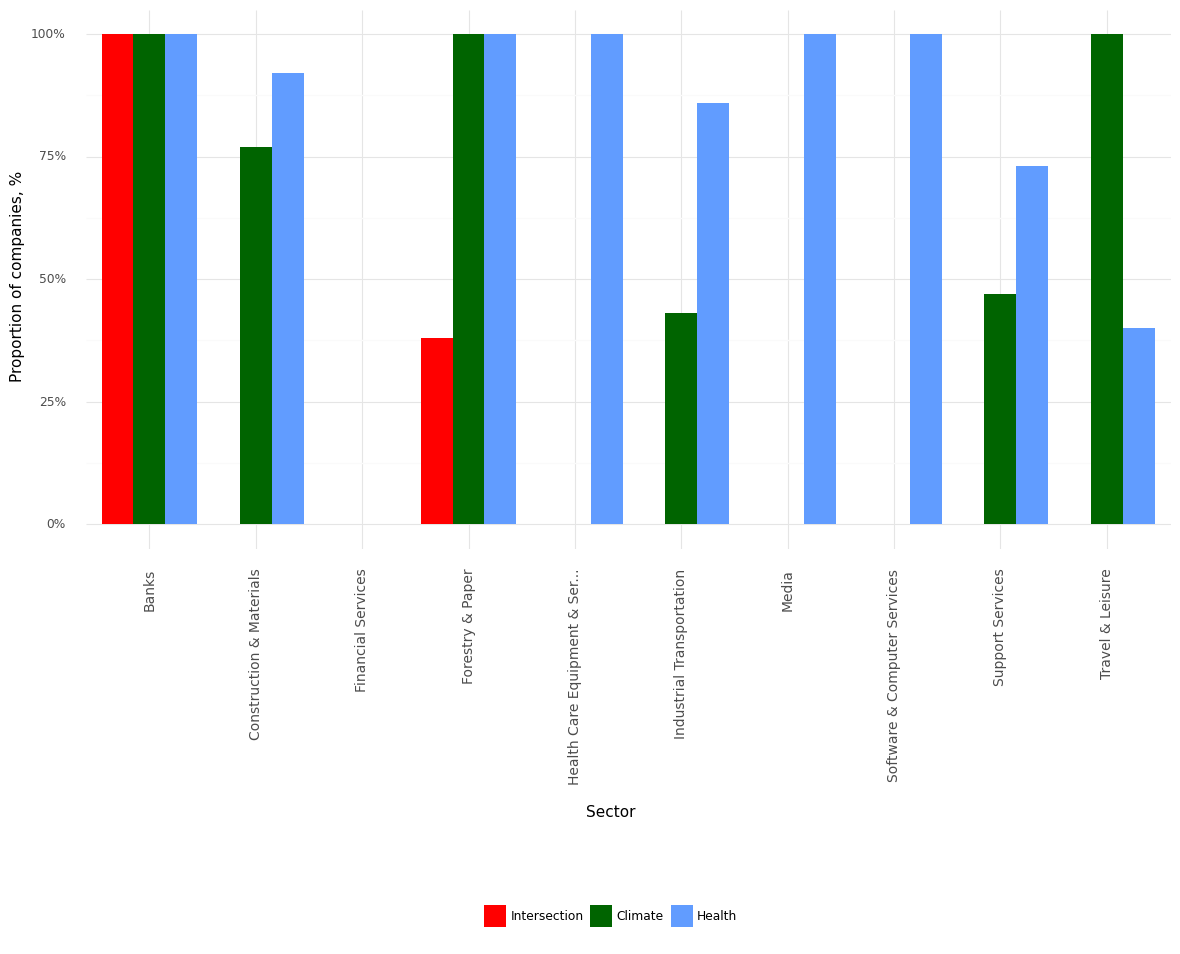 Proportion of companies, %
100%
75%
50%
25%
0%
Banks
Construction & Materials
Financial Services
Forestry & Paper
Health Care Equipment & Ser...
Industrial Transportation
Media
Software & Computer Services
Support Services
Travel & Leisure
Sector
Intersection Climate Health